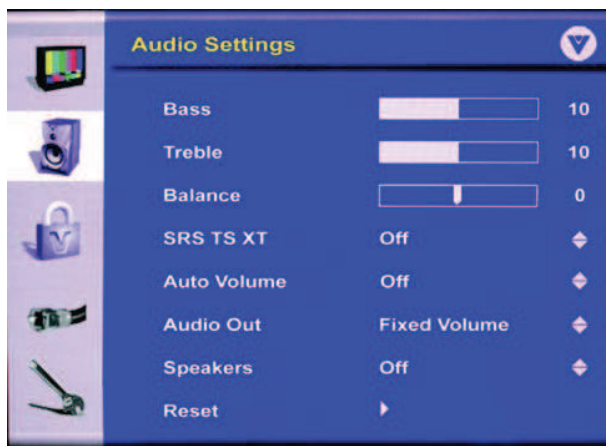 Audio Settings
Bass 10
Treble 10
Balance 0
SRS TS XT Off
Auto Volume Off
Audio Out Fixed Volume
Speakers Off
Reset